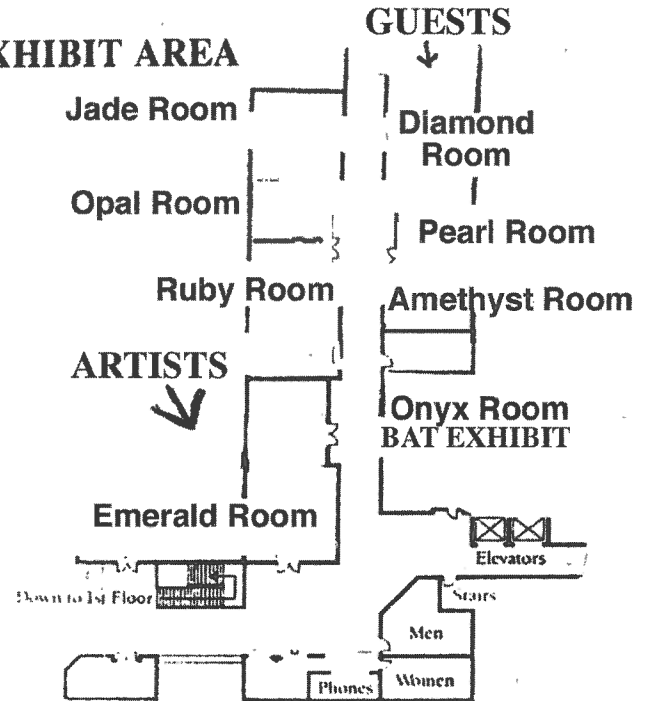 GUESTS
XHIBIT AREA
Jade Room
Diamond
Room
Opal Room
Pearl Room
Ruby Room
Amethyst Room
ARTISTS
Onyx Room
BAT EXHIBIT
Emerald Room
Elevators
Down to 1st Floor
Stairs
Men
Women
Phones